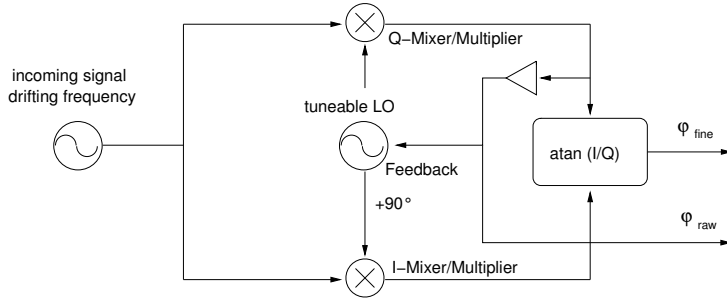 Q–Mixer/Multiplier
incoming signal
drifting frequency
tuneable LO
Feedback
atan (I/Q)
φ fine
+90°
φ raw
I–Mixer/Multiplier